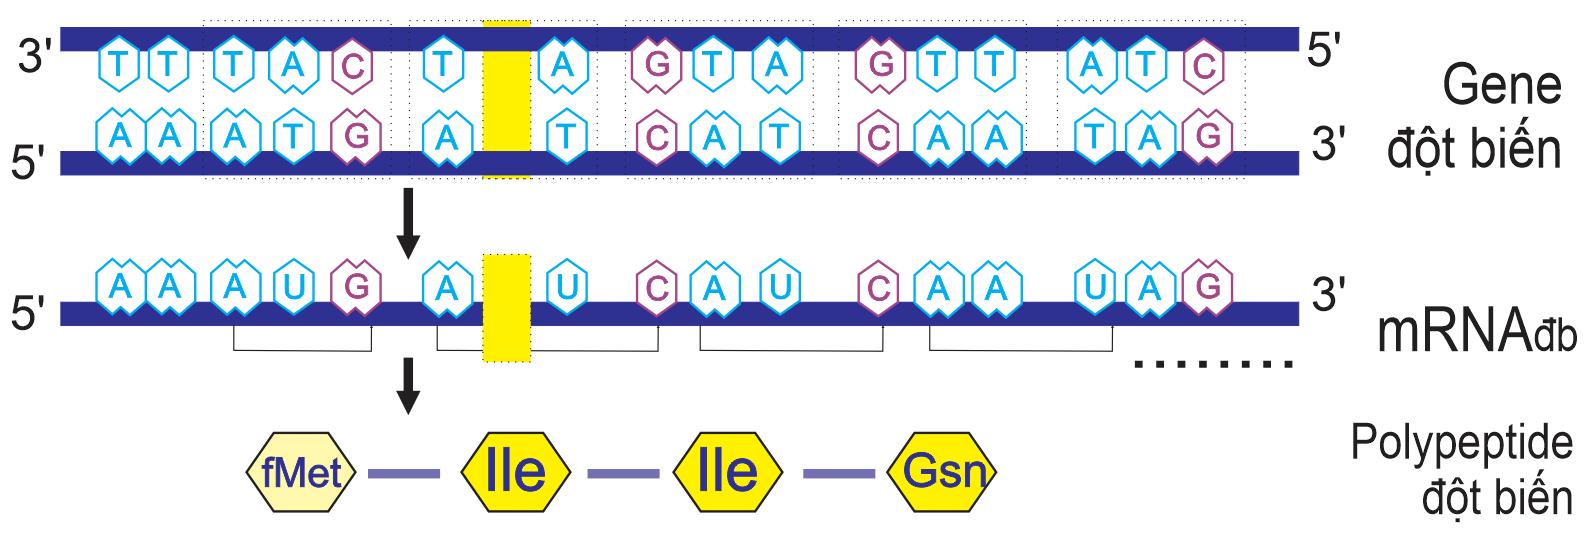 3' T T T A C T A G T A G T T A T C 5'
Gene
đột biến
5' A A A T G A T C A T C A A T A G 3'
5' A A A U G A U C A U C A A U A G 3'
mRNAđb
fMet Ile Ile Gsn
Polypeptide
đột biến